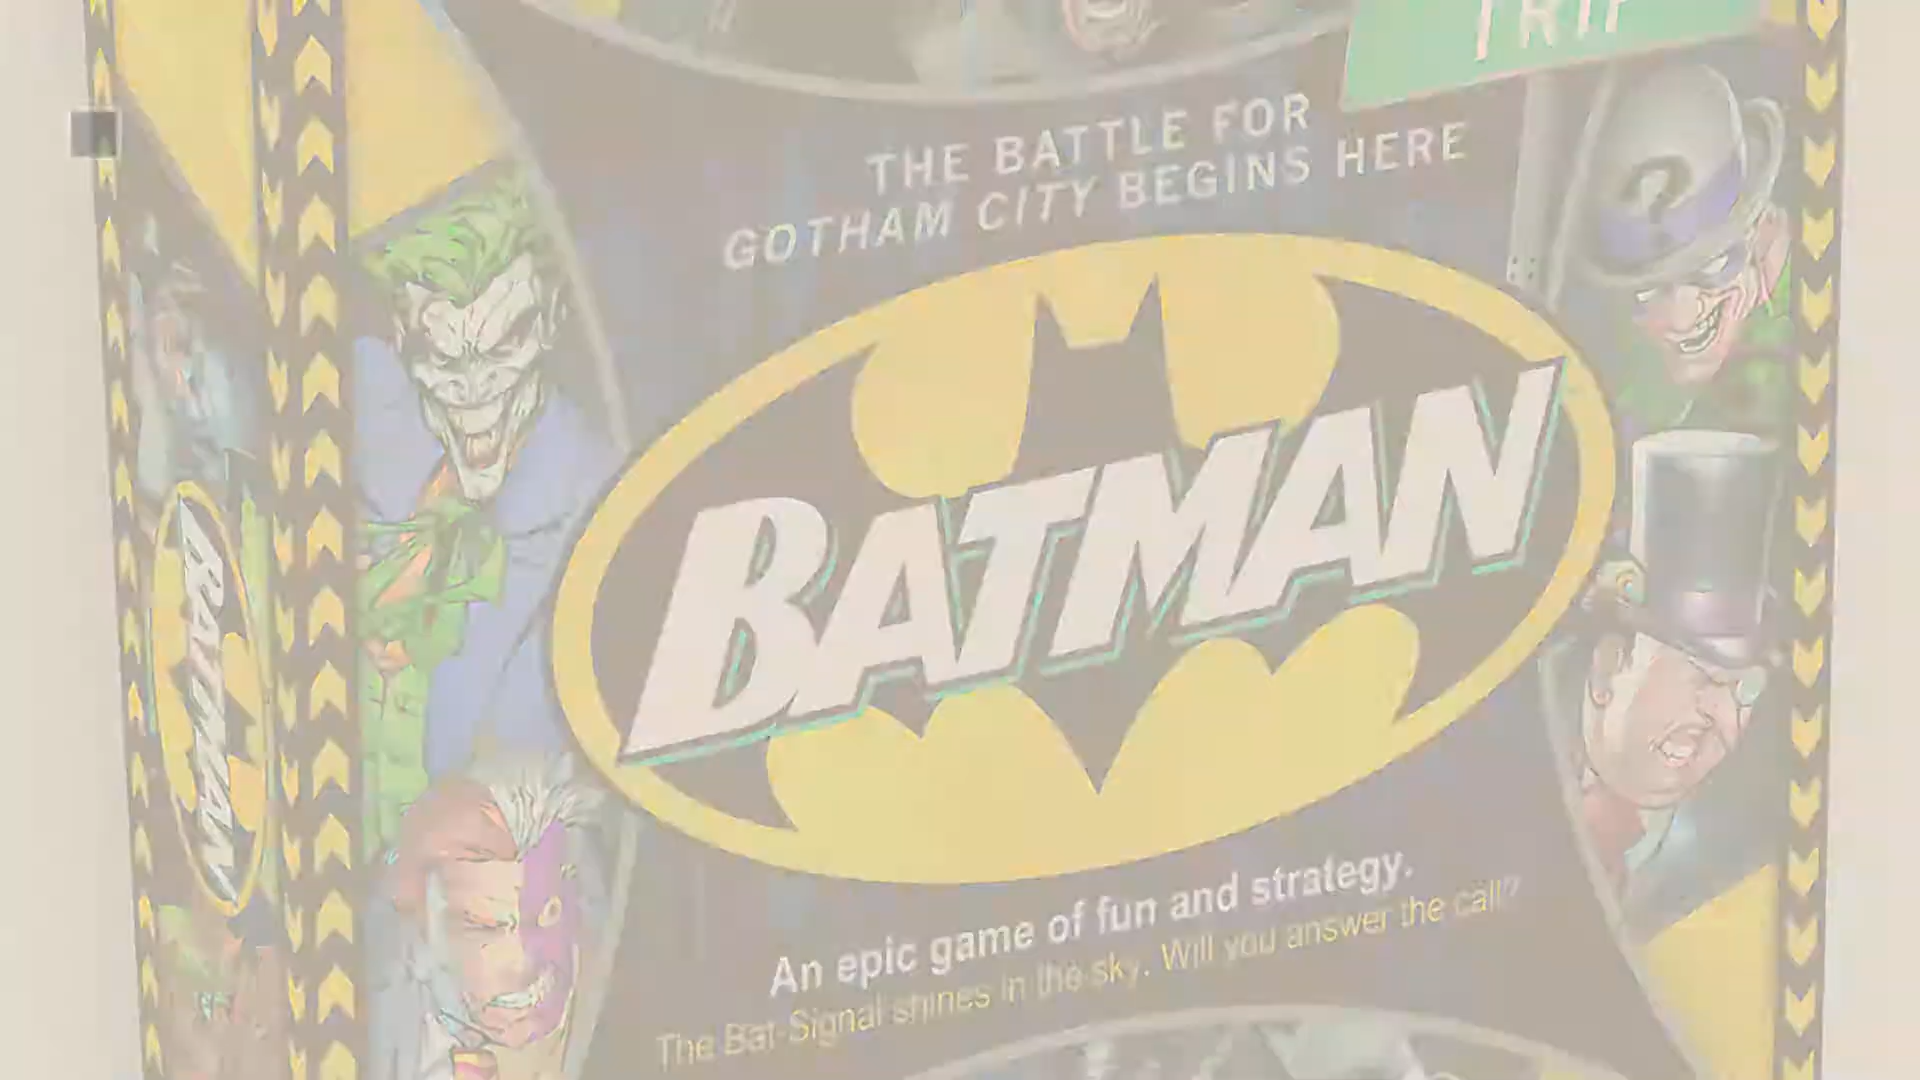 TRIP
THE BATTLE FOR
GOTHAM CITY BEGINS HERE
BATMAN
BATMAN
An epic game of fun and strategy.
The Bat-Signal shines in the sky. Will you answer the call?